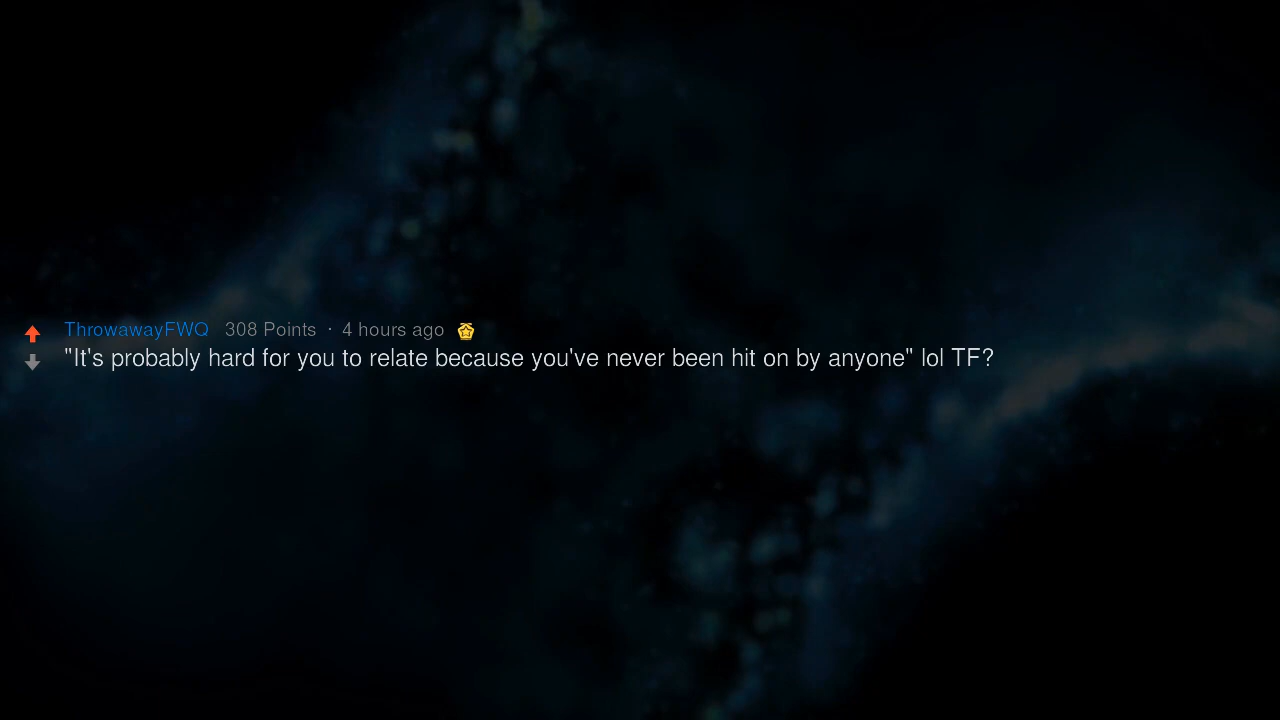 ThrowawayFWQ 308 Points · 4 hours ago
"It's probably hard for you to relate because you've never been hit on by anyone" lol TF?